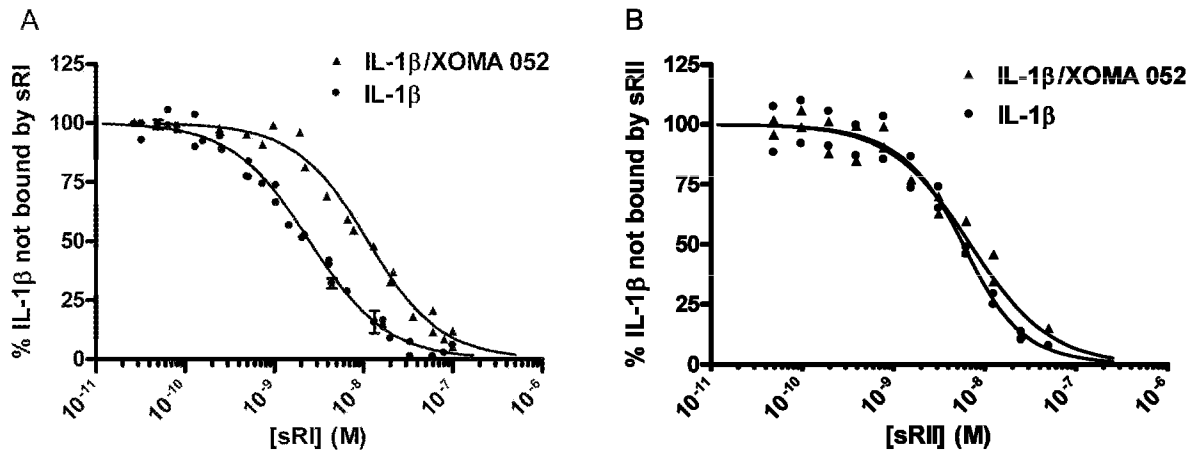 A
IL-1β/XOMA 052
IL-1β
% IL-1β not bound by sRI
125
100
75
50
25
0
10-11
10-10
10-9
10-8
10-7
10-6
[sRI] (M)
B
IL-1β/XOMA 052
IL-1β
% IL-1β not bound by sRII
125
100
75
50
25
0
10-11
10-10
10-9
10-8
10-7
10-6
[sRII] (M)